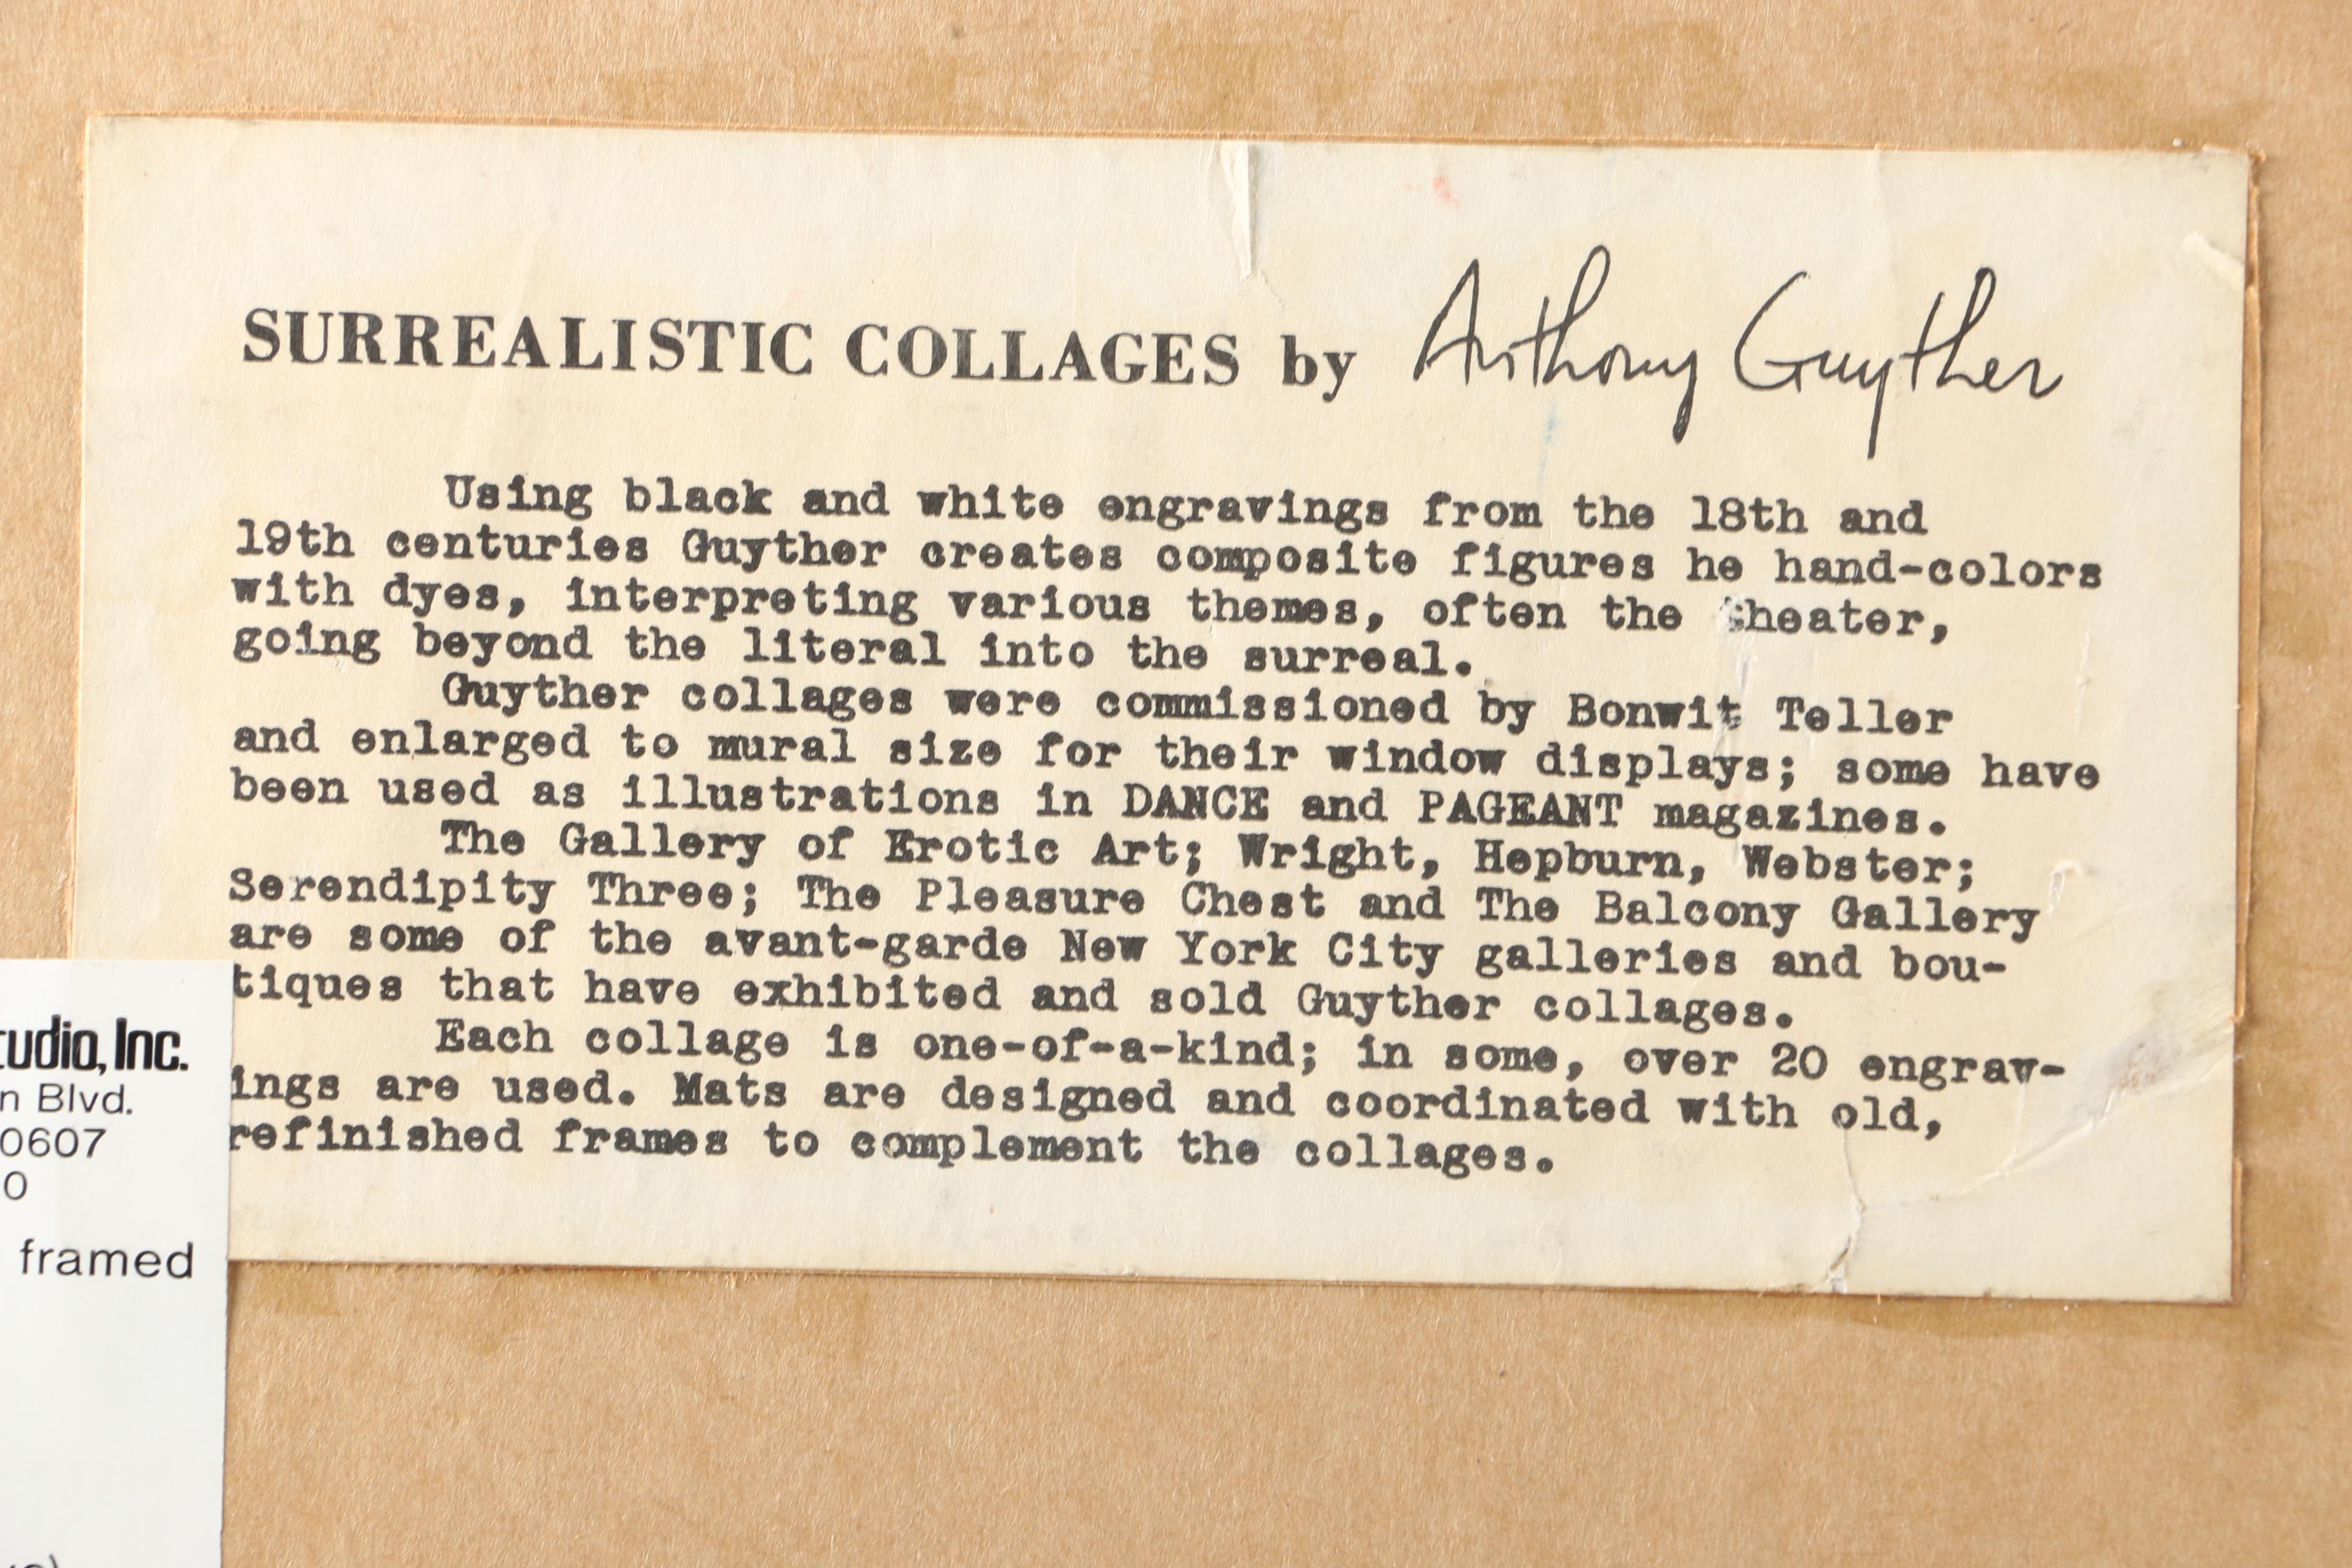 SURREALISTIC COLLAGES by Anthony Guyther
Using black and white engravings from the 18th and
19th centuries Guyther creates composite figures he hand-colors
with dyes, interpreting various themes, often the theater,
going beyond the literal into the surreal.
Guyther collages were commissioned by Bonwit Teller
and enlarged to mural size for their window displays; some have
been used as illustrations in DANCE and PAGEANT magazines.
The Gallery of Erotic Art; Wright, Hepburn, Webster;
Serendipity Three; The Pleasure Chest and The Balcony Gallery
are some of the avant-garde New York City galleries and bou-
tiques that have exhibited and sold Guyther collages.
Each collage is one-of-a-kind; in some, over 20 engrav-
ings are used. Mats are designed and coordinated with old,
refinished frames to complement the collages.
tudio, Inc.
n Blvd.
0607
0
framed